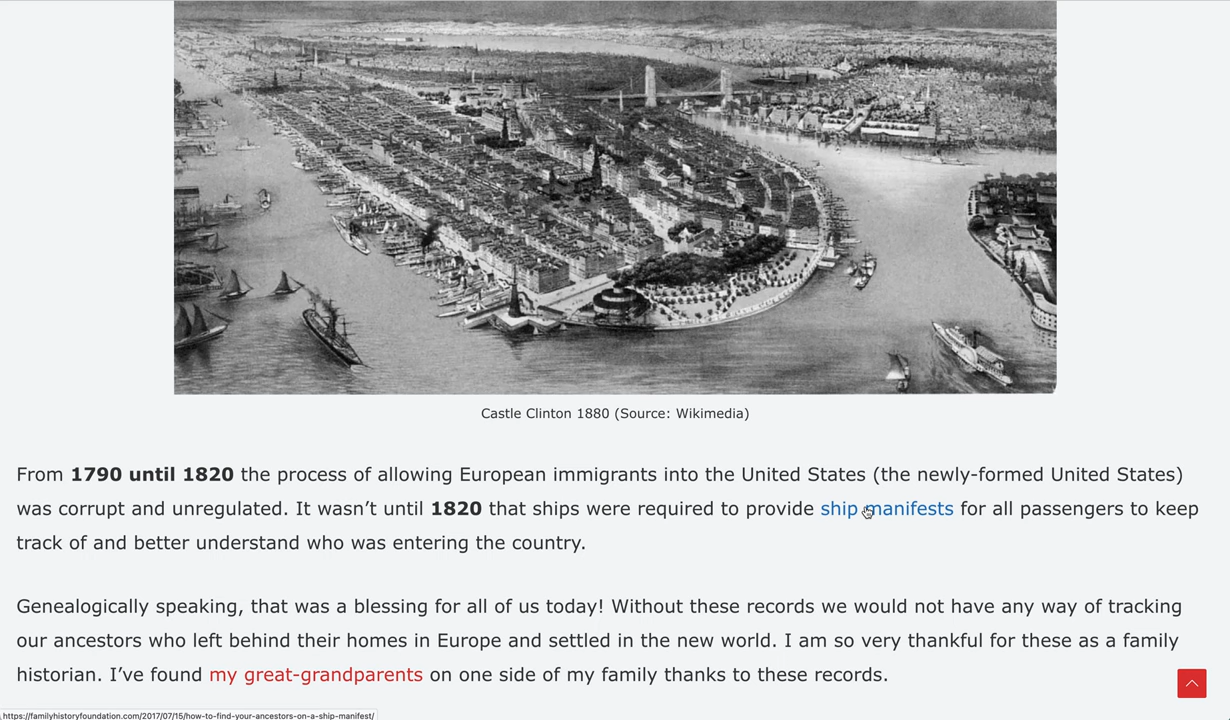 Castle Clinton 1880 (Source: Wikimedia)
From 1790 until 1820 the process of allowing European immigrants into the United States (the newly-formed United States)
was corrupt and unregulated. It wasn’t until 1820 that ships were required to provide ship manifests for all passengers to keep
track of and better understand who was entering the country.
Genealogically speaking, that was a blessing for all of us today! Without these records we would not have any way of tracking
our ancestors who left behind their homes in Europe and settled in the new world. I am so very thankful for these as a family
historian. I’ve found my great-grandparents on one side of my family thanks to these records.
https://familyhistoryfoundation.com/2017/07/15/how-to-find-your-ancestors-on-a-ship-manifest/